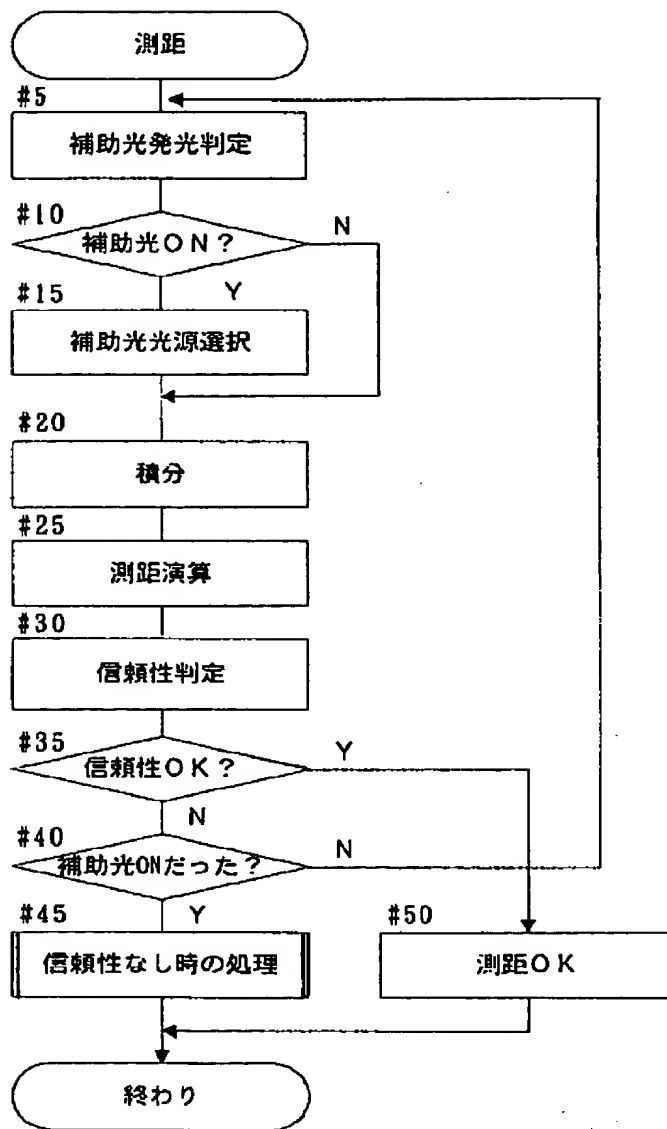 測距
#5
補助光発光判定
#10
補助光ON?
N
Y
#15
補助光光源選択
#20
積分
#25
測距演算
#30
信頼性判定
#35
信頼性OK?
Y
N
#40
補助光ONだった?
N
Y
#45
信頼性なし時の処理
#50
測距OK
終わり